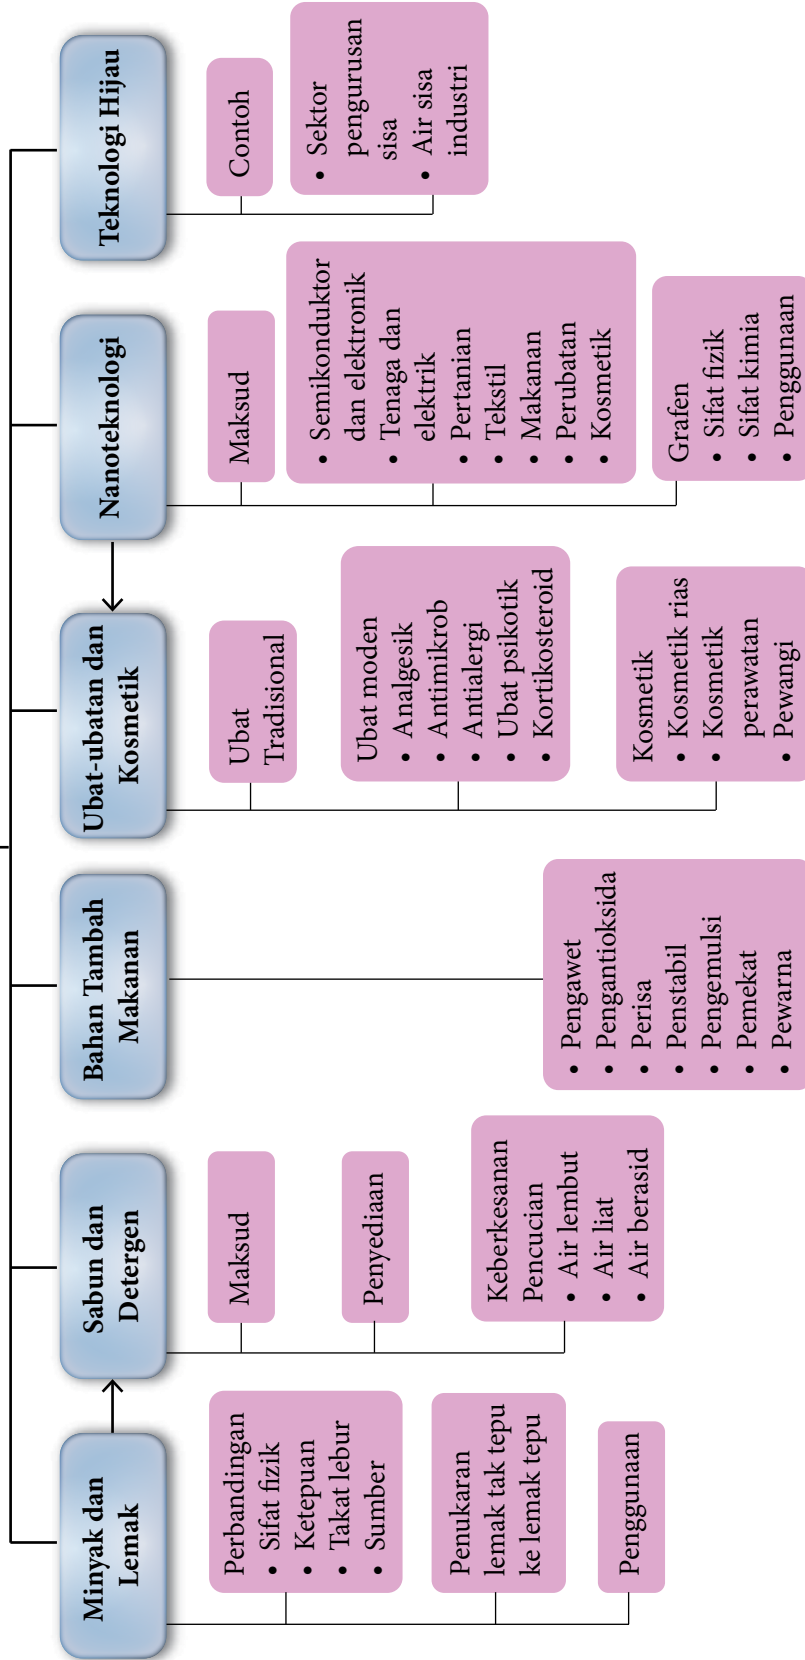 Minyak dan
Lemak
Perbandingan
• Sifat fizik
• Ketepuan
• Takat lebur
• Sumber
Penukaran
lemak tak tepu
ke lemak tepu
Penggunaan
Sabun dan
Detergen
Maksud
Penyediaan
Keberkesanan
Pencucian
• Air lembut
• Air liat
• Air berasid
Bahan Tambah
Makanan
• Pengawet
• Pengantioksida
• Perisa
• Penstabil
• Pengemulsi
• Pemekat
• Pewarna
Ubat-ubatan dan
Kosmetik
Ubat
Tradisional
Ubat moden
• Analgesik
• Antimikrob
• Antialergi
• Ubat psikotik
• Kortikosteroid
Kosmetik
• Kosmetik rias
• Kosmetik
perawatan
• Pewangi
Nanoteknologi
Maksud
• Semikonduktor
dan elektronik
• Tenaga dan
elektrik
• Pertanian
• Tekstil
• Makanan
• Perubatan
• Kosmetik
Grafen
• Sifat fizik
• Sifat kimia
• Penggunaan
Teknologi Hijau
Contoh
• Sektor
pengurusan
sisa
• Air sisa
industri